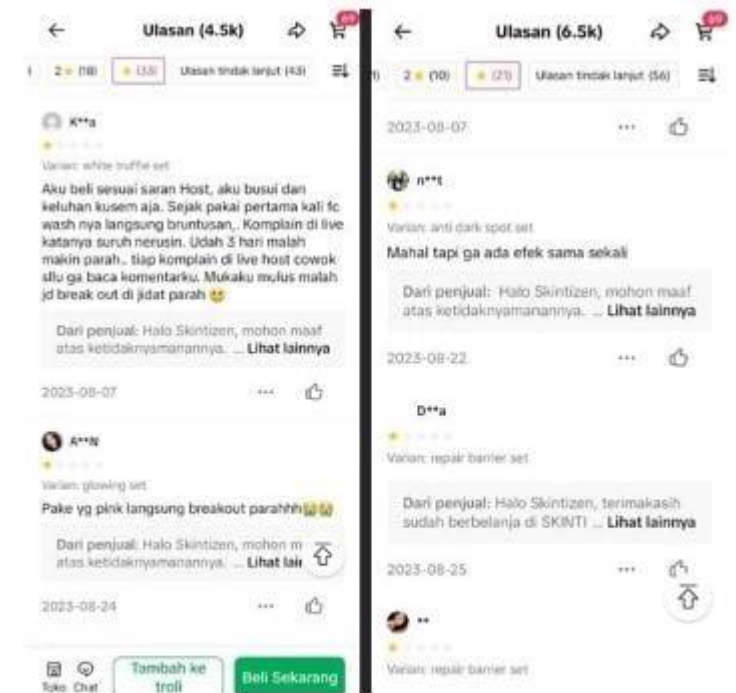 Ulasan (4.5k)
69
2 (18)
(33)
Ulasan tindak lanjut (43)
K**a
Varian: white truffle set
Aku beli sesuai saran Host, aku busui dan
keluhan kusem aja. Sejak pakai pertama kali fc
wash nya langsung bruntusan,. Komplain di live
katanya suruh nerusin. Udah 3 hari malah
makin parah.. tiap komplain di live host cowok
sllu ga baca komentarku. Mukaku mulus malah
jd break out di jidat parah
Dari penjual: Halo Skintizen, mohon maaf
atas ketidaknyamanannya. ... Lihat lainnya
2023-08-07
A**N
Varian: glowing set
Pake yg pink langsung breakout parahhh
Dari penjual: Halo Skintizen, mohon m
atas ketidaknyamanannya. ... Lihat lain
2023-08-24
Toko
Chat
Tambah ke
troli
Beli Sekarang
Ulasan (6.5k)
69
2 (10)
(21)
Ulasan tindak lanjut (56)
2023-08-07
n**t
Varian: anti dark spot set
Mahal tapi ga ada efek sama sekali
Dari penjual: Halo Skintizen, mohon maaf
atas ketidaknyamanannya. ... Lihat lainnya
2023-08-22
D**a
Varian: repair barrier set
Dari penjual: Halo Skintizen, terimakasih
sudah berbelanja di SKINTI ... Lihat lainnya
2023-08-25
**
Varian: repair barrier set